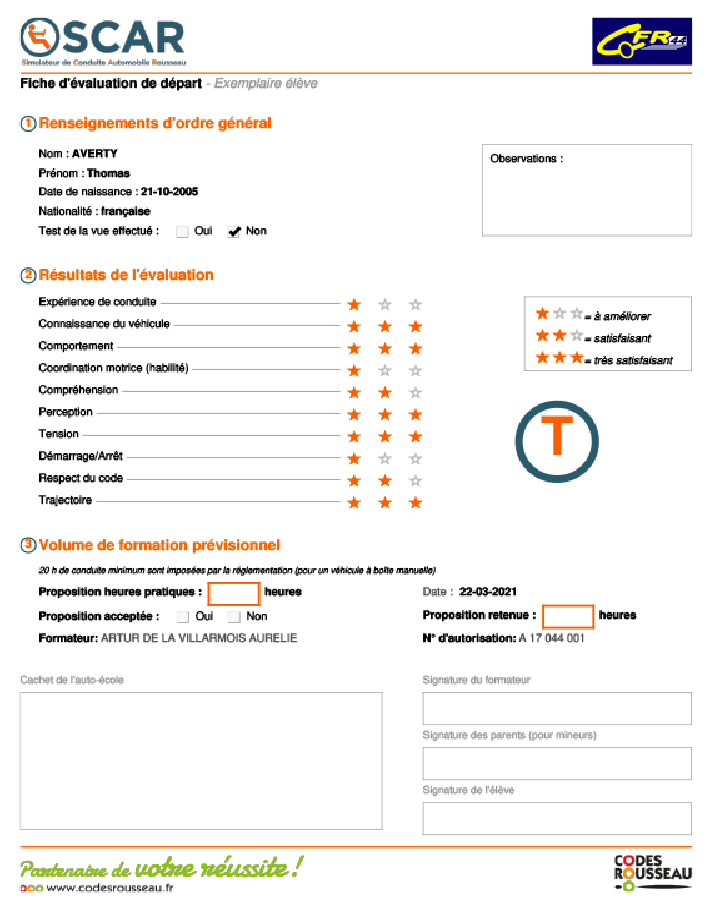 OSCAR
Simulateur de Conduite Automobile Rousseau
CFR 44
Fiche d'évaluation de départ - Exemplaire élève
1 Renseignements d'ordre général
Nom : AVERTY
Prénom : Thomas
Date de naissance : 21-10-2005
Nationalité : française
Test de la vue effectué : Oui Non
Observations :
2 Résultats de l'évaluation
Expérience de conduite
Connaissance du véhicule
Comportement
Coordination motrice (habilité)
Compréhension
Perception
Tension
Démarrage/Arrêt
Respect du code
Trajectoire
= à améliorer
= satisfaisant
= très satisfaisant
T
3 Volume de formation prévisionnel
20 h de conduite minimum sont imposées par la réglementation (pour un véhicule à boîte manuelle)
Proposition heures pratiques : heures
Date : 22-03-2021
Proposition acceptée : Oui Non
Proposition retenue : heures
Formateur: ARTUR DE LA VILLARMOIS AURELIE
N° d'autorisation: A 17 044 001
Cachet de l'auto-école
Signature du formateur
Signature des parents (pour mineurs)
Signature de l'élève
Partenaire de votre réussite !
www.codesrousseau.fr
CODES
ROUSSEAU